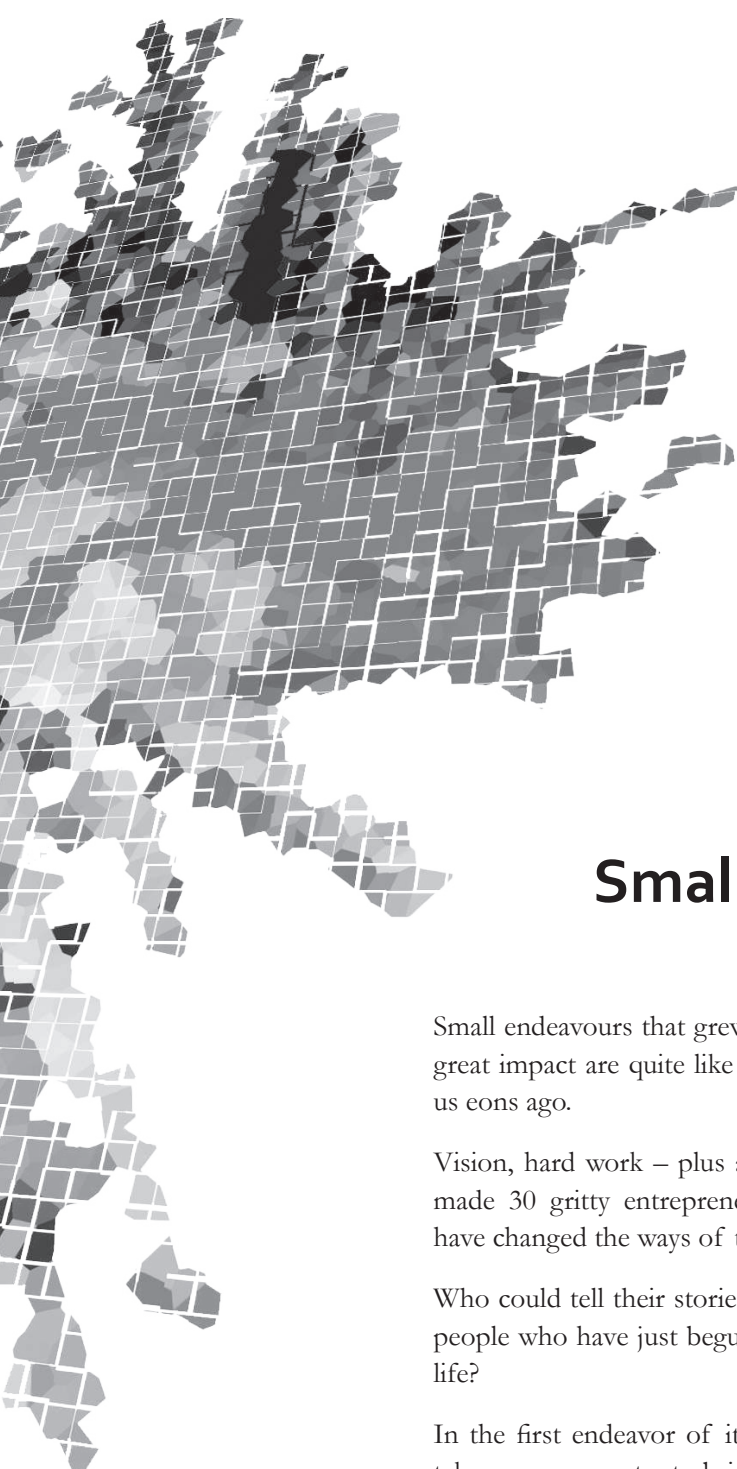 Smal
Small endeavours that grew
great impact are quite like
us eons ago.
Vision, hard work – plus
made 30 gritty entrepren
have changed the ways of
Who could tell their storie
people who have just begu
life?
In the first endeavor of it